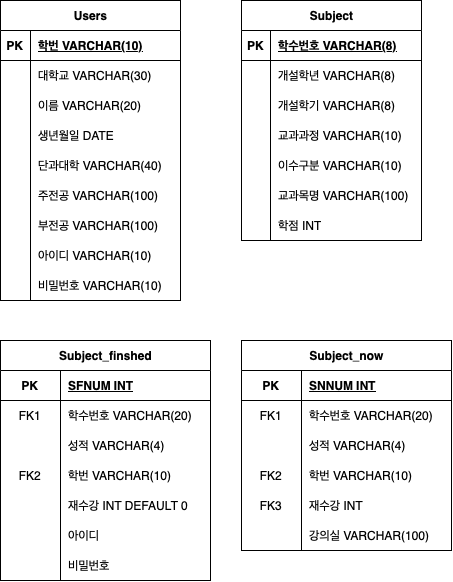 Users
PK 학번 VARCHAR(10)
대학교 VARCHAR(30)
이름 VARCHAR(20)
생년월일 DATE
단과대학 VARCHAR(40)
주전공 VARCHAR(100)
부전공 VARCHAR(100)
아이디 VARCHAR(10)
비밀번호 VARCHAR(10)
Subject
PK 학수번호 VARCHAR(8)
개설학년 VARCHAR(8)
개설학기 VARCHAR(8)
교과과정 VARCHAR(10)
이수구분 VARCHAR(10)
교과목명 VARCHAR(100)
학점 INT
Subject_finshed
PK SFNUM INT
FK1 학수번호 VARCHAR(20)
성적 VARCHAR(4)
FK2 학번 VARCHAR(10)
재수강 INT DEFAULT 0
아이디
비밀번호
Subject_now
PK SNNUM INT
FK1 학수번호 VARCHAR(20)
성적 VARCHAR(4)
FK2 학번 VARCHAR(10)
FK3 재수강 INT
강의실 VARCHAR(100)